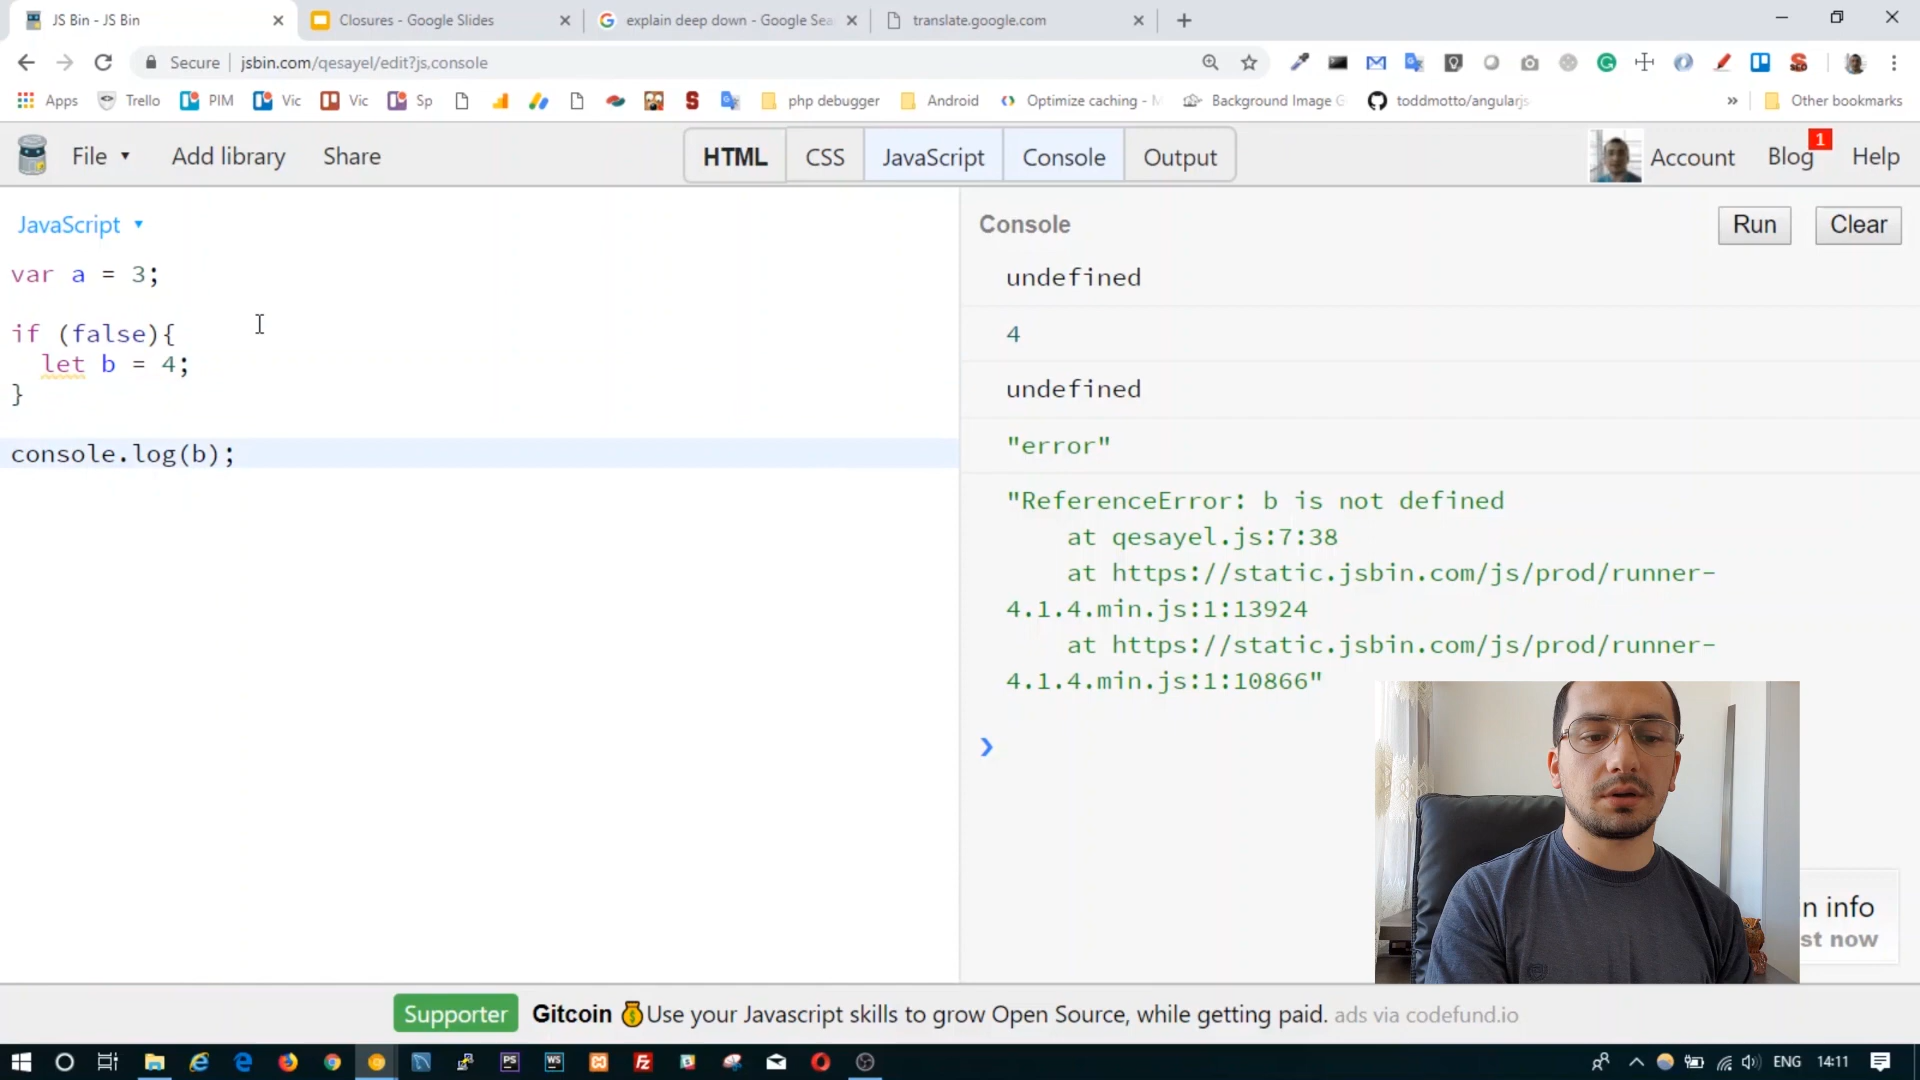 JS Bin - JS Bin
Closures - Google Slides
explain deep down - Google Sea
translate.google.com
Secure
jsbin.com/qesayel/edit?js,console
Apps
Trello
PIM
Vic
Vic
Sp
php debugger
Android
Optimize caching -
Background Image G
toddmotto/angularjs
»
Other bookmarks
File
Add library
Share
HTML
CSS
JavaScript
Console
Output
Account
Blog
1
Help
JavaScript
Console
Run
Clear
var a = 3;
if (false){
let b = 4;
}
console.log(b);
undefined
4
undefined
"error"
"ReferenceError: b is not defined
at qesayel.js:7:38
at https://static.jsbin.com/js/prod/runner-
4.1.4.min.js:1:13924
at https://static.jsbin.com/js/prod/runner-
4.1.4.min.js:1:10866"
n info
st now
Supporter
Gitcoin Use your Javascript skills to grow Open Source, while getting paid. ads via codefund.io
PS
WS
ENG
14:11